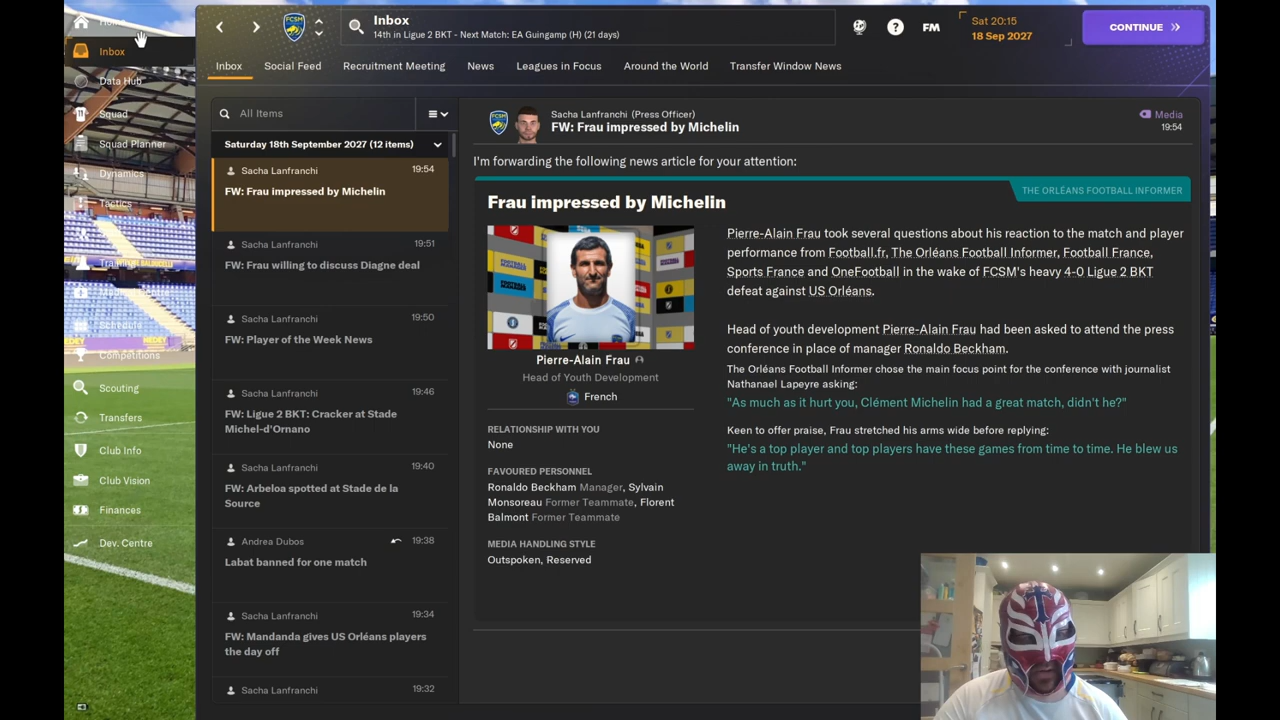 Home
Inbox
Data Hub
Squad
Squad Planner
Dynamics
Tactics
Schedule
Competitions
Scouting
Transfers
Club Info
Club Vision
Finances
Dev. Centre
FCSM
Inbox
14th in Ligue 2 BKT - Next Match: EA Guingamp (H) (21 days)
?
FM
Sat 20:15
18 Sep 2027
CONTINUE
Inbox Social Feed Recruitment Meeting News Leagues in Focus Around the World Transfer Window News
All Items
Saturday 18th September 2027 (12 items)
Sacha Lanfranchi 19:54
FW: Frau impressed by Michelin
Sacha Lanfranchi 19:51
FW: Frau willing to discuss Diagne deal
Sacha Lanfranchi 19:50
FW: Player of the Week News
Sacha Lanfranchi 19:46
FW: Ligue 2 BKT: Cracker at Stade
Michel-d'Ornano
Sacha Lanfranchi 19:40
FW: Arbeloa spotted at Stade de la
Source
Andrea Dubos 19:38
Labat banned for one match
Sacha Lanfranchi 19:34
FW: Mandanda gives US Orléans players
the day off
Sacha Lanfranchi 19:32
FCSM
Sacha Lanfranchi (Press Officer)
FW: Frau impressed by Michelin
Media
19:54
I'm forwarding the following news article for your attention:
THE ORLÉANS FOOTBALL INFORMER
Frau impressed by Michelin
Pierre-Alain Frau
Head of Youth Development
French
RELATIONSHIP WITH YOU
None
FAVOURED PERSONNEL
Ronaldo Beckham Manager, Sylvain
Monsoreau Former Teammate, Florent
Balmont Former Teammate
MEDIA HANDLING STYLE
Outspoken, Reserved
Pierre-Alain Frau took several questions about his reaction to the match and player
performance from Football.fr, The Orléans Football Informer, Football France,
Sports France and OneFootball in the wake of FCSM's heavy 4-0 Ligue 2 BKT
defeat against US Orléans.
Head of youth development Pierre-Alain Frau had been asked to attend the press
conference in place of manager Ronaldo Beckham.
The Orléans Football Informer chose the main focus point for the conference with journalist
Nathanael Lapeyre asking:
"As much as it hurt you, Clément Michelin had a great match, didn't he?"
Keen to offer praise, Frau stretched his arms wide before replying:
"He's a top player and top players have these games from time to time. He blew us
away in truth."